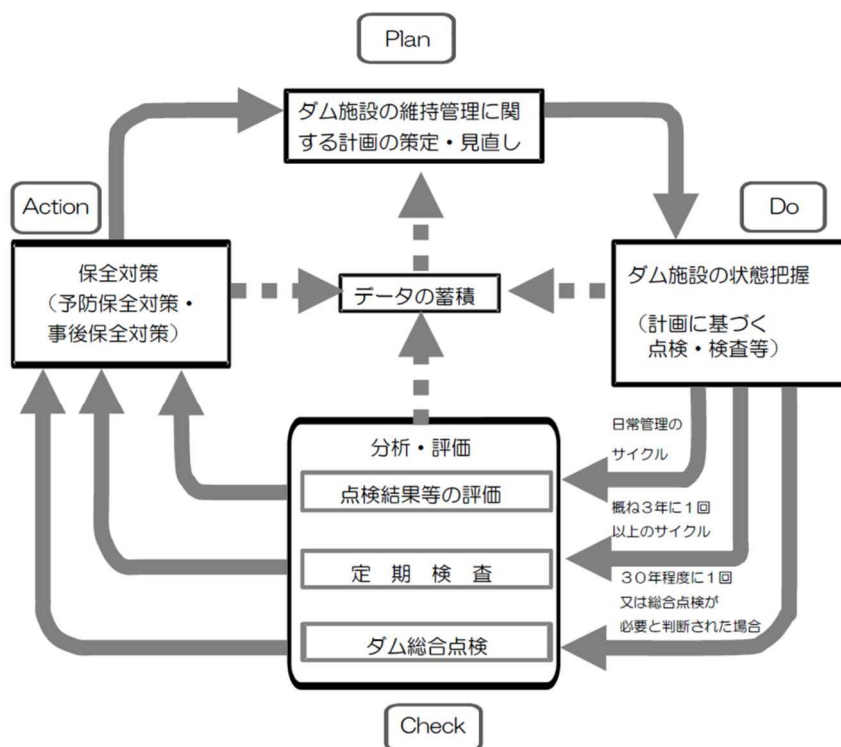 Plan
ダム施設の維持管理に関
する計画の策定・見直し
Action
Do
保全対策
（予防保全対策・
事後保全対策）
データの蓄積
ダム施設の状態把握
（計画に基づく
点検・検査等）
分析・評価
点検結果等の評価
定　期　検　査
ダム総合点検
日常管理の
サイクル
概ね３年に１回
以上のサイクル
３０年程度に１回
又は総合点検が
必要と判断された場合
Check